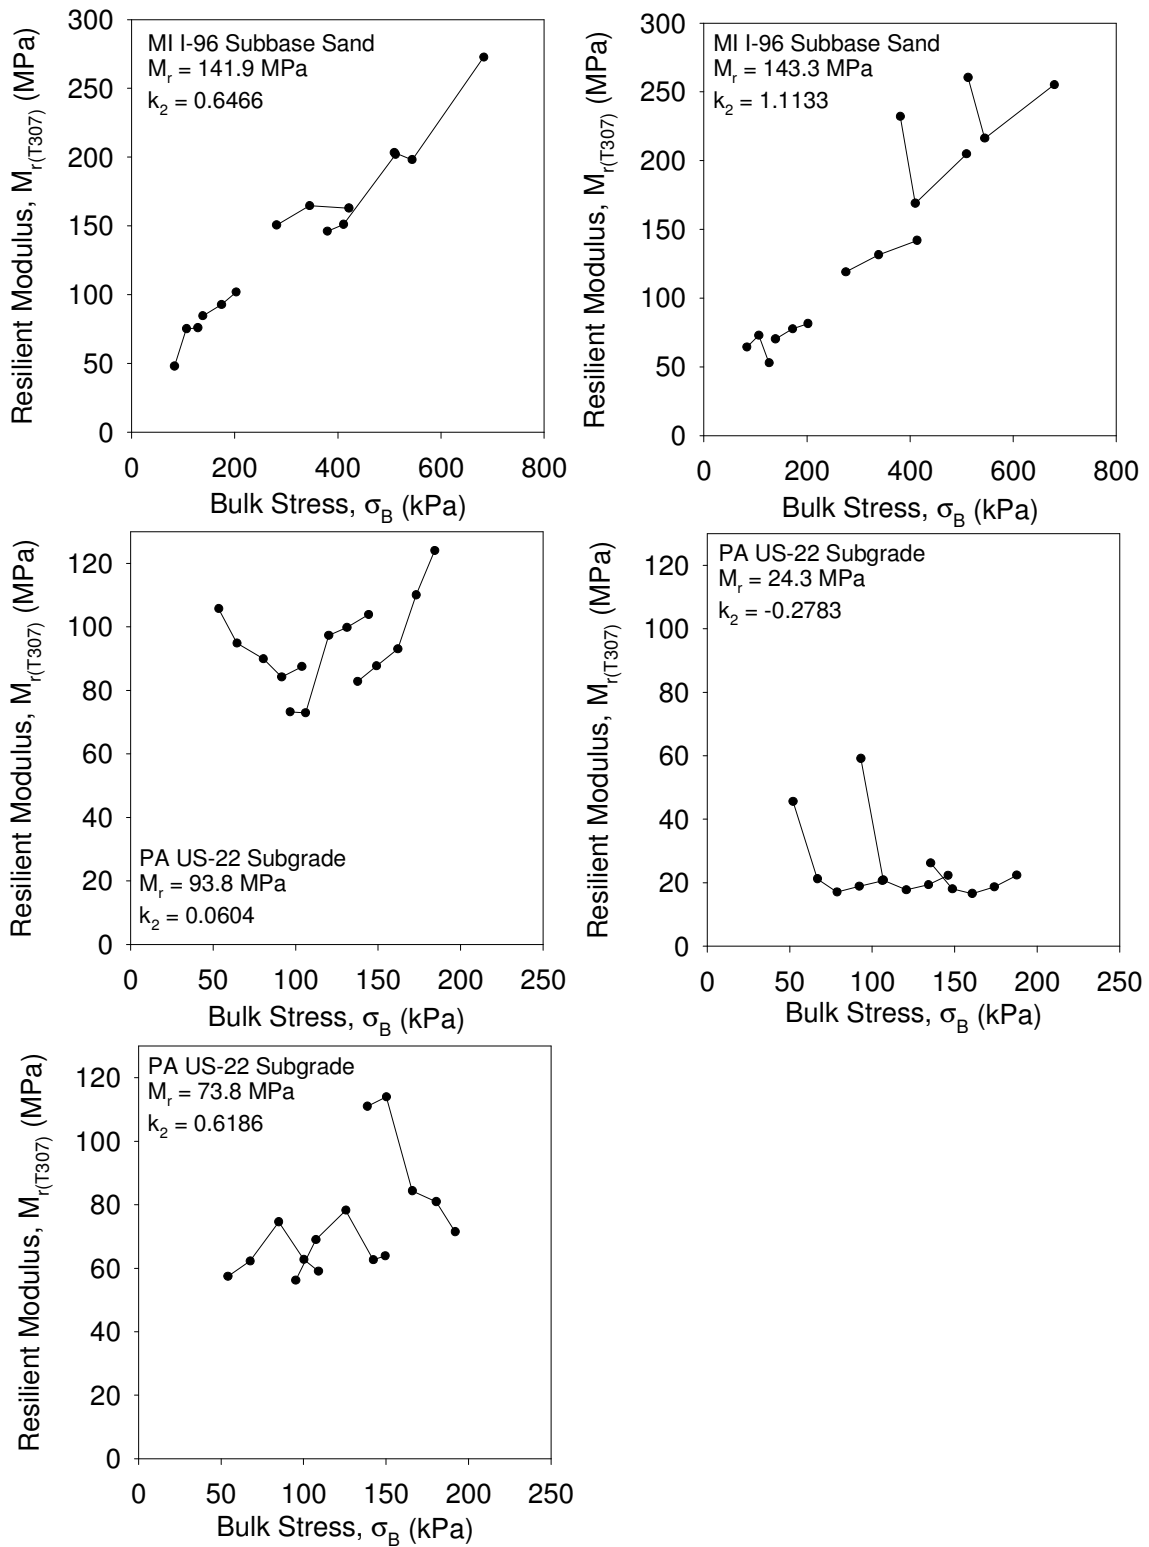 MI I-96 Subbase Sand
Mr = 141.9 MPa
k2 = 0.6466
Resilient Modulus, Mr(T307) (MPa)
300
250
200
150
100
50
0
0 200 400 600 800
Bulk Stress, σB (kPa)
MI I-96 Subbase Sand
Mr = 143.3 MPa
k2 = 1.1133
Resilient Modulus, Mr(T307) (MPa)
300
250
200
150
100
50
0
0 200 400 600 800
Bulk Stress, σB (kPa)
Resilient Modulus, Mr(T307) (MPa)
120
100
80
60
40
20
0
PA US-22 Subgrade
Mr = 93.8 MPa
k2 = 0.0604
0 50 100 150 200 250
Bulk Stress, σB (kPa)
PA US-22 Subgrade
Mr = 24.3 MPa
k2 = -0.2783
Resilient Modulus, Mr(T307) (MPa)
120
100
80
60
40
20
0
0 50 100 150 200 250
Bulk Stress, σB (kPa)
PA US-22 Subgrade
Mr = 73.8 MPa
k2 = 0.6186
Resilient Modulus, Mr(T307) (MPa)
120
100
80
60
40
20
0
0 50 100 150 200 250
Bulk Stress, σB (kPa)